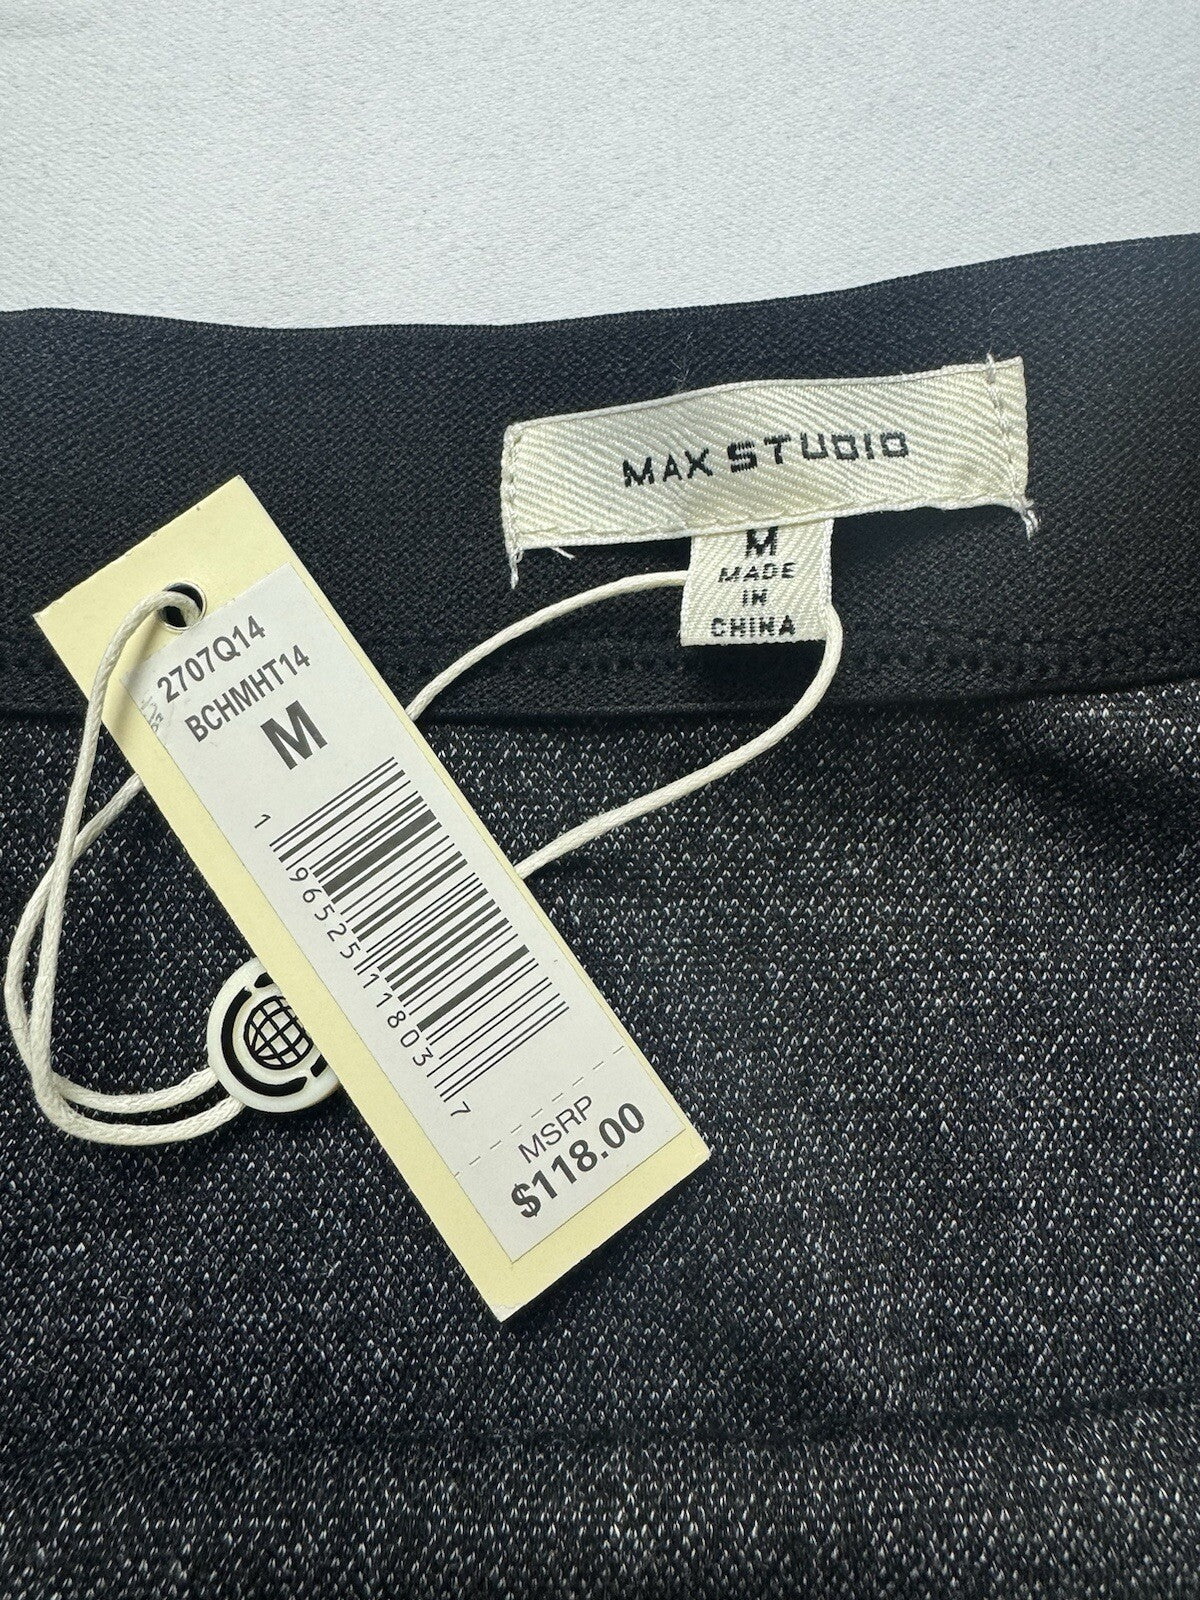 MAX STUDIO
M
MADE
IN
CHINA
2707Q14
BCHMHT14
M
1 96525 11803 7
MSRP
$118.00